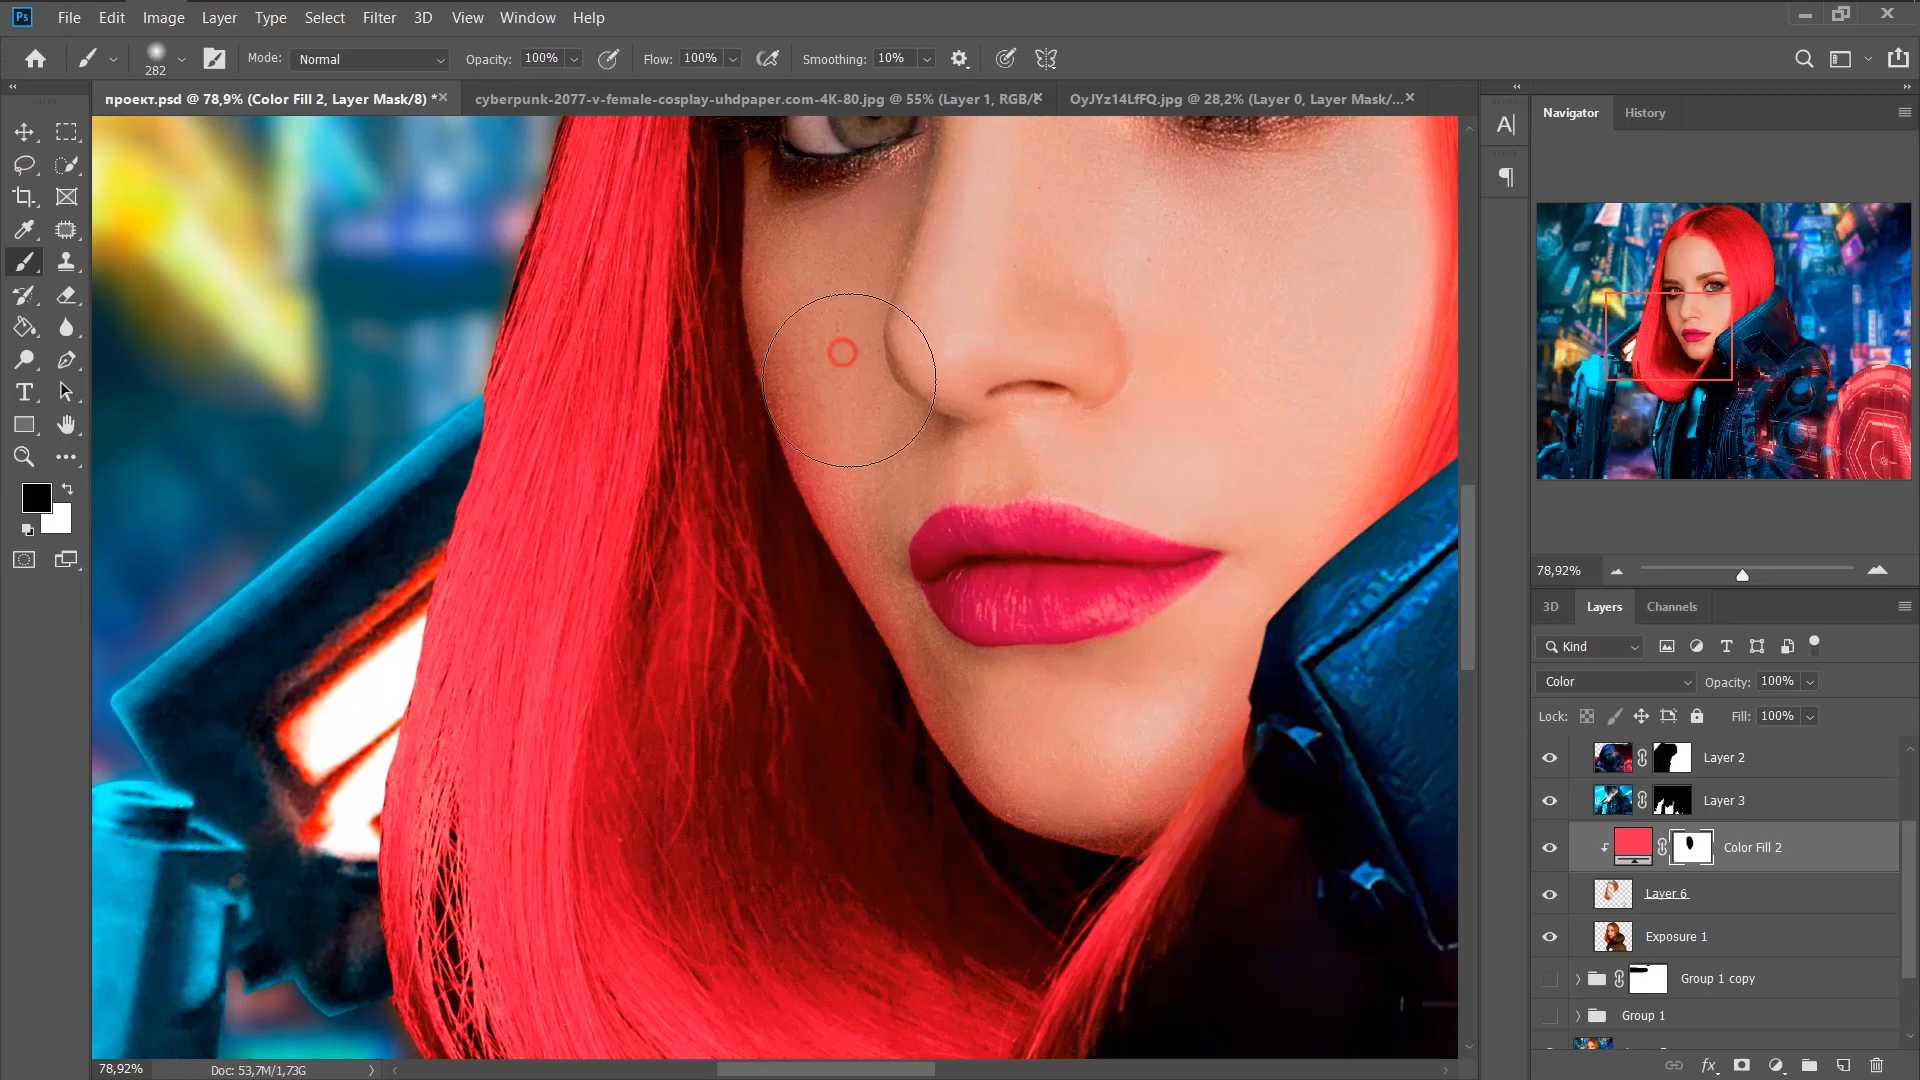 Ps File Edit Image Layer Type Select Filter 3D View Window Help
282 Mode: Normal Opacity: 100% Flow: 100% Smoothing: 10%
проект.psd @ 78,9% (Color Fill 2, Layer Mask/8) * cyberpunk-2077-v-female-cosplay-uhdpaper.com-4K-80.jpg @ 55% (Layer 1, RGB/8 OyJYz14LfFQ.jpg @ 28,2% (Layer 0, Layer Mask/...
Navigator History
78,92%
3D Layers Channels
Kind
Color Opacity: 100%
Lock: Fill: 100%
Layer 2
Layer 3
Color Fill 2
Layer 6
Exposure 1
Group 1 copy
Group 1
78,92% Doc: 53,7M/1,73G
fx